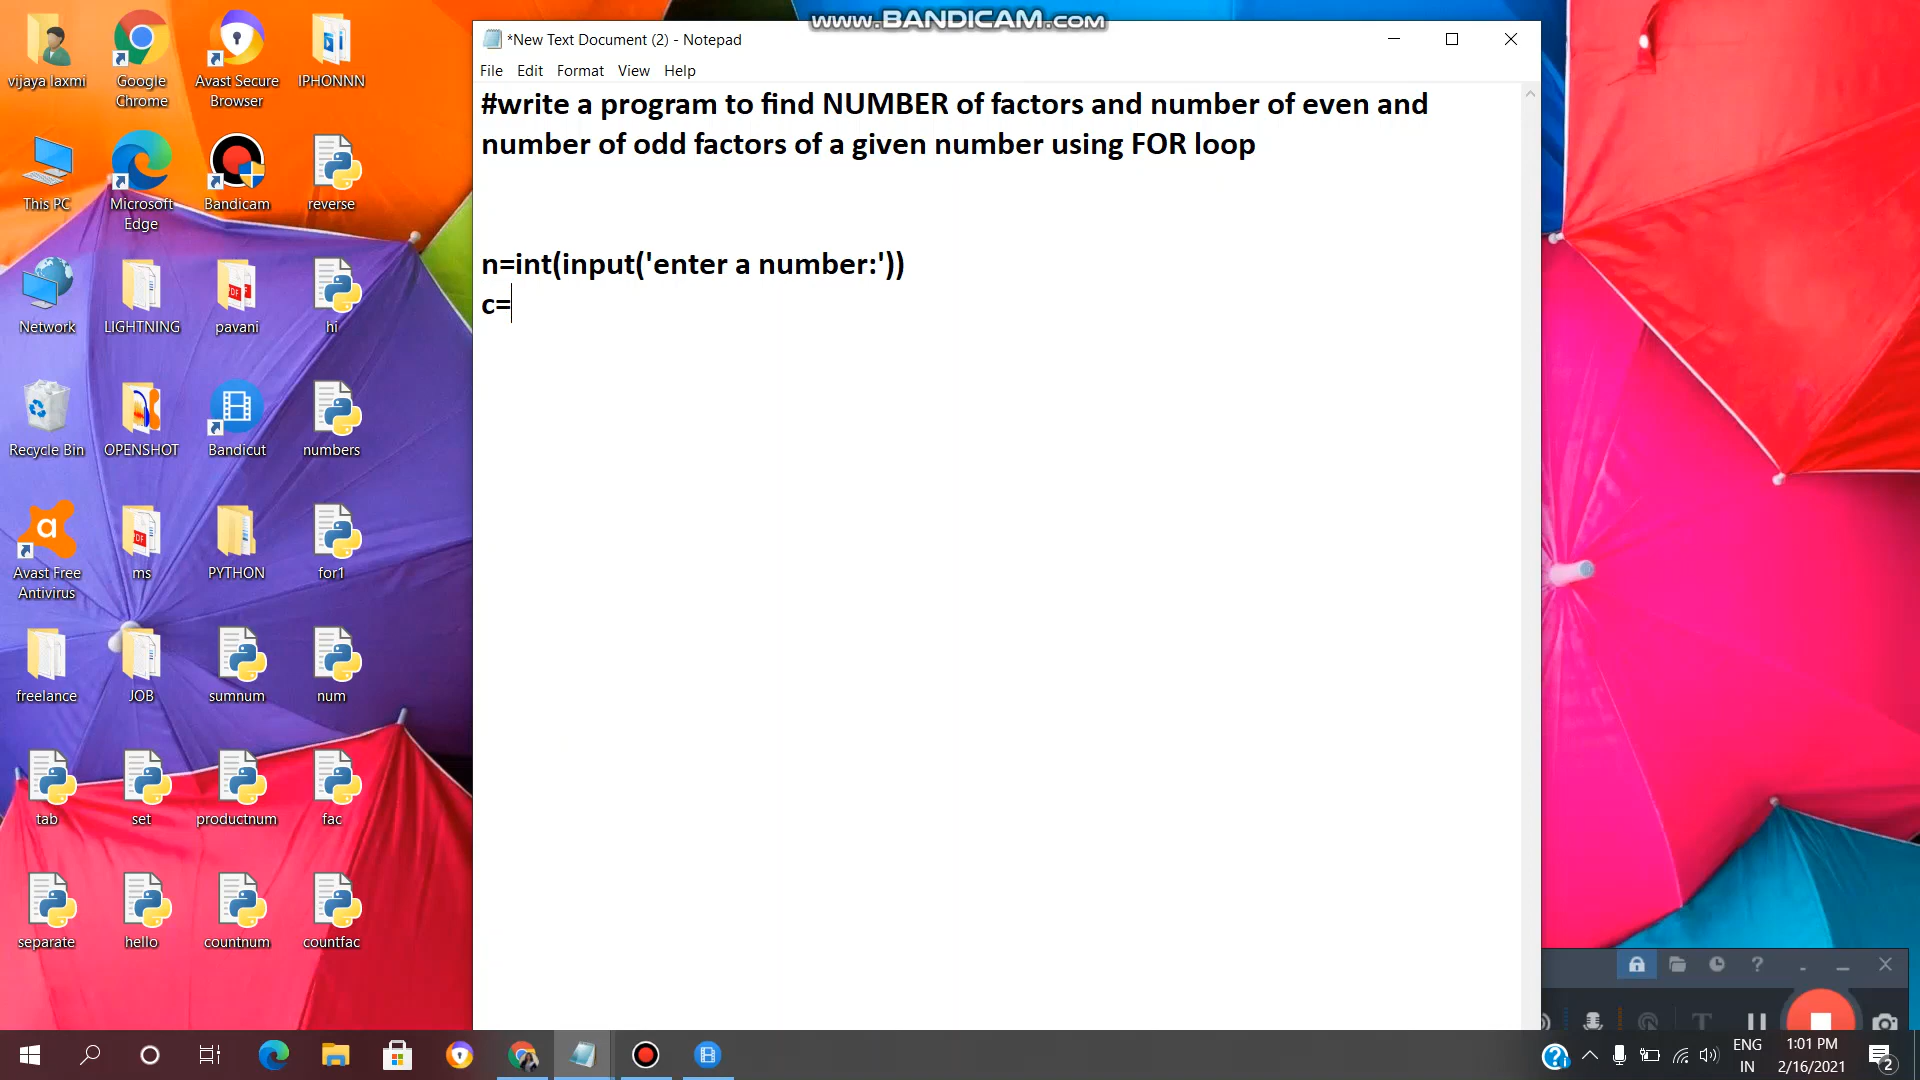 www.BANDICAM.com
*New Text Document (2) - Notepad
File Edit Format View Help
#write a program to find NUMBER of factors and number of even and
number of odd factors of a given number using FOR loop
n=int(input('enter a number:'))
c=
vijaya laxmi
Google
Chrome
Avast Secure
Browser
IPHONNN
This PC
Microsoft
Edge
Bandicam
reverse
Network
LIGHTNING
pavani
hi
Recycle Bin
OPENSHOT
Bandicut
numbers
Avast Free
Antivirus
ms
PYTHON
for1
freelance
JOB
sumnum
num
tab
set
productnum
fac
separate
hello
countnum
countfac
ENG
IN
1:01 PM
2/16/2021
2